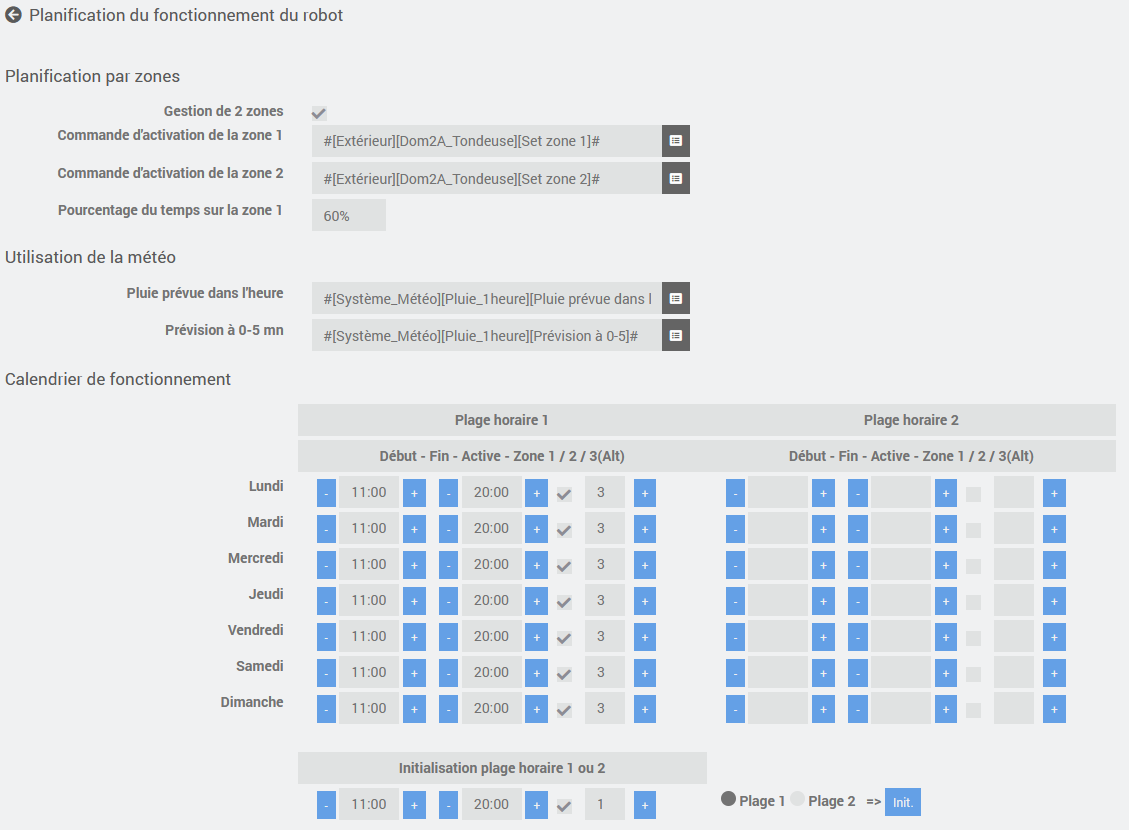 Planification du fonctionnement du robot
Planification par zones
Gestion de 2 zones
Commande d'activation de la zone 1 #[Extérieur][Dom2A_Tondeuse][Set zone 1]#
Commande d'activation de la zone 2 #[Extérieur][Dom2A_Tondeuse][Set zone 2]#
Pourcentage du temps sur la zone 1 60%
Utilisation de la météo
Pluie prévue dans l'heure #[Système_Météo][Pluie_1heure][Pluie prévue dans l
Prévision à 0-5 mn #[Système_Météo][Pluie_1heure][Prévision à 0-5]#
Calendrier de fonctionnement
Plage horaire 1 Plage horaire 2
Début - Fin - Active - Zone 1 / 2 / 3(Alt) Début - Fin - Active - Zone 1 / 2 / 3(Alt)
Lundi - 11:00 + - 20:00 + 3 + - + - + +
Mardi - 11:00 + - 20:00 + 3 + - + - + +
Mercredi - 11:00 + - 20:00 + 3 + - + - + +
Jeudi - 11:00 + - 20:00 + 3 + - + - + +
Vendredi - 11:00 + - 20:00 + 3 + - + - + +
Samedi - 11:00 + - 20:00 + 3 + - + - + +
Dimanche - 11:00 + - 20:00 + 3 + - + - + +
Initialisation plage horaire 1 ou 2
- 11:00 + - 20:00 + 1 + Plage 1 Plage 2 => Init.